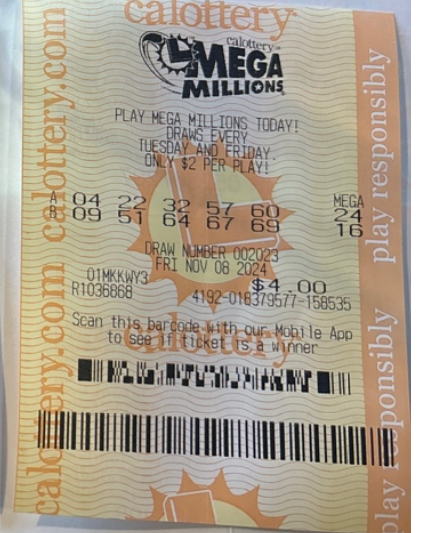 calottery
calottery
MEGA
MILLIONS
PLAY MEGA MILLIONS TODAY!
DRAWS EVERY
TUESDAY AND FRIDAY.
ONLY $2 PER PLAY!
MEGA
A 04 22 32 57 60 24
B 09 51 64 67 69 16
DRAW NUMBER 002023
FRI NOV 08 2024
01MKKWY3 $4.00
R1036868 4192-018379577-158535
Scan this barcode with our Mobile App
to see if ticket is a winner
calottery
calottery.com calottery.com
play responsibly
play responsibly